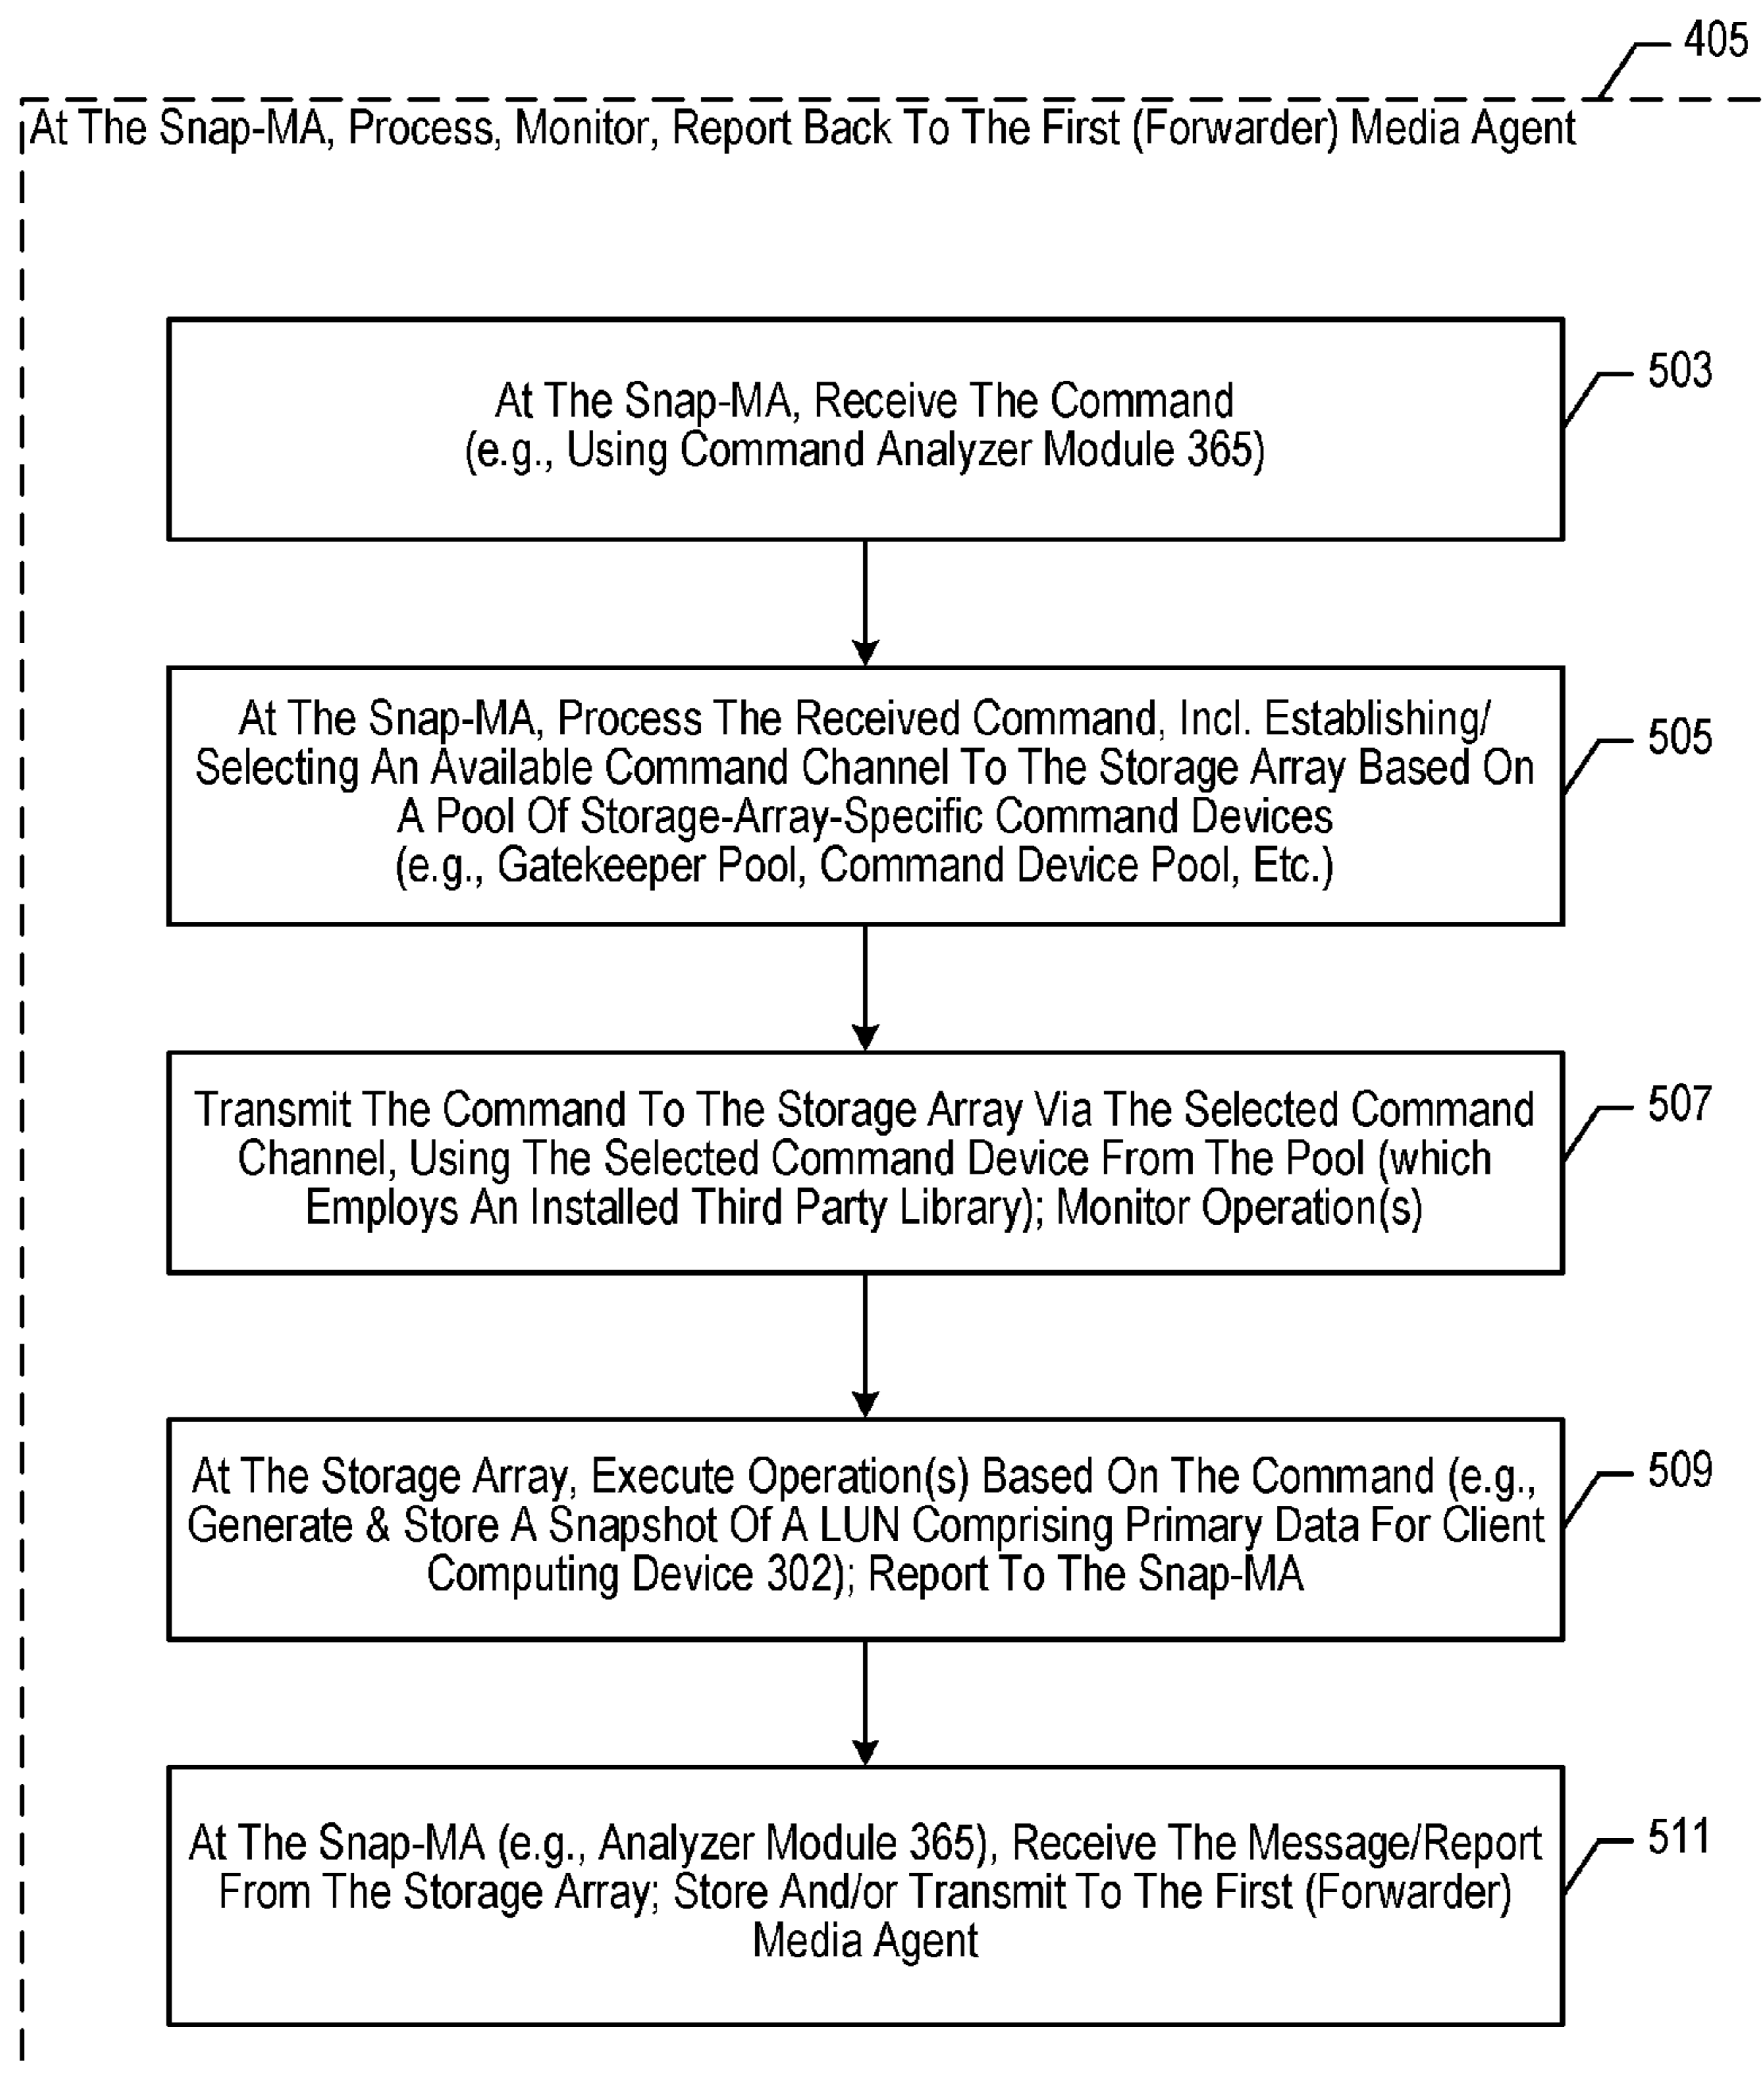 405
At The Snap-MA, Process, Monitor, Report Back To The First (Forwarder) Media Agent
At The Snap-MA, Receive The Command
(e.g., Using Command Analyzer Module 365)
503
At The Snap-MA, Process The Received Command, Incl. Establishing/
Selecting An Available Command Channel To The Storage Array Based On
A Pool Of Storage-Array-Specific Command Devices
(e.g., Gatekeeper Pool, Command Device Pool, Etc.)
505
Transmit The Command To The Storage Array Via The Selected Command
Channel, Using The Selected Command Device From The Pool (which
Employs An Installed Third Party Library); Monitor Operation(s)
507
At The Storage Array, Execute Operation(s) Based On The Command (e.g.,
Generate & Store A Snapshot Of A LUN Comprising Primary Data For Client
Computing Device 302); Report To The Snap-MA
509
At The Snap-MA (e.g., Analyzer Module 365), Receive The Message/Report
From The Storage Array; Store And/or Transmit To The First (Forwarder)
Media Agent
511